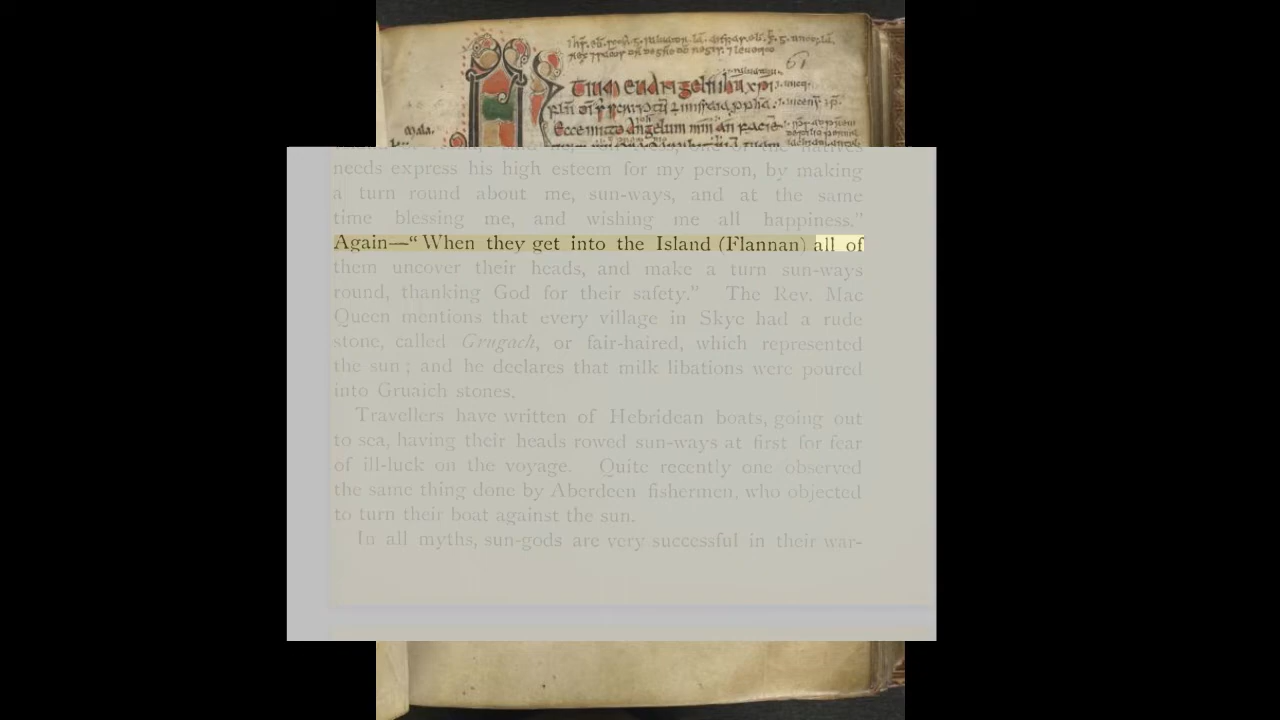 Ecce mitto angelum
needs express his high esteem for my person, by making
a turn round about me, sun-ways, and at the same
time blessing me, and wishing me all happiness.”
Again—“ When they get into the Island (Flannan) all of
them uncover their heads, and make a turn sun-ways
round, thanking God for their safety.” The Rev. Mac
Queen mentions that every village in Skye had a rude
stone, called Grugach, or fair-haired, which represented
the sun ; and he declares that milk libations were poured
into Gruaich stones.
Travellers have written of Hebridean boats, going out
to sea, having their heads rowed sun-ways at first for fear
of ill-luck on the voyage. Quite recently one observed
the same thing done by Aberdeen fishermen, who objected
to turn their boat against the sun.
In all myths, sun-gods are very successful in their war-